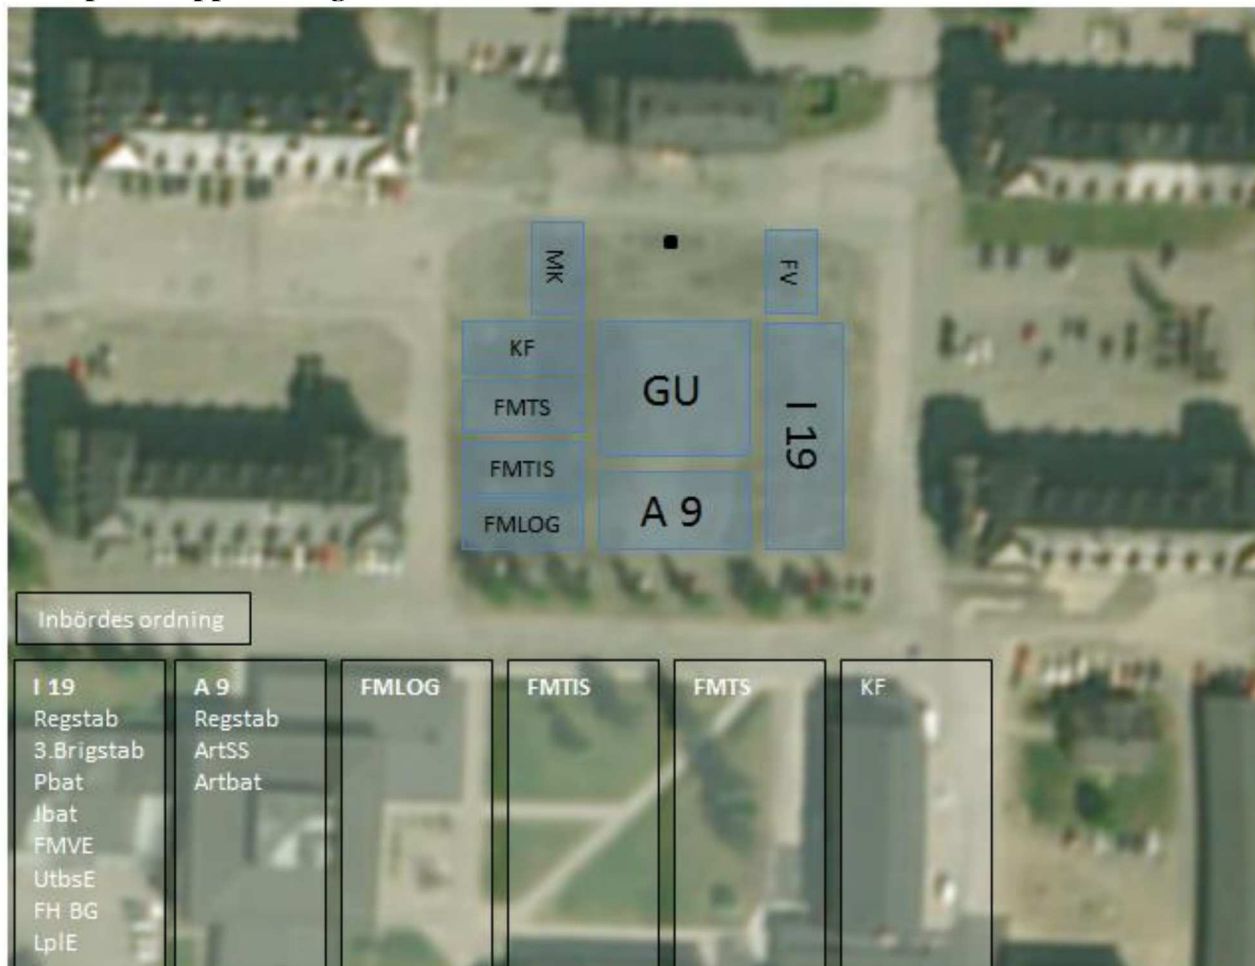 MK
FV
KF
GU
FMTS
I 19
FMTIS
A 9
FMLOG
Inbördes ordning
I 19
Regstab
3.Brigstab
Pbat
Jbat
FMVE
UtbsE
FH BG
LplE
A 9
Regstab
ArtSS
Artbat
FMLOG
FMTIS
FMTS
KF